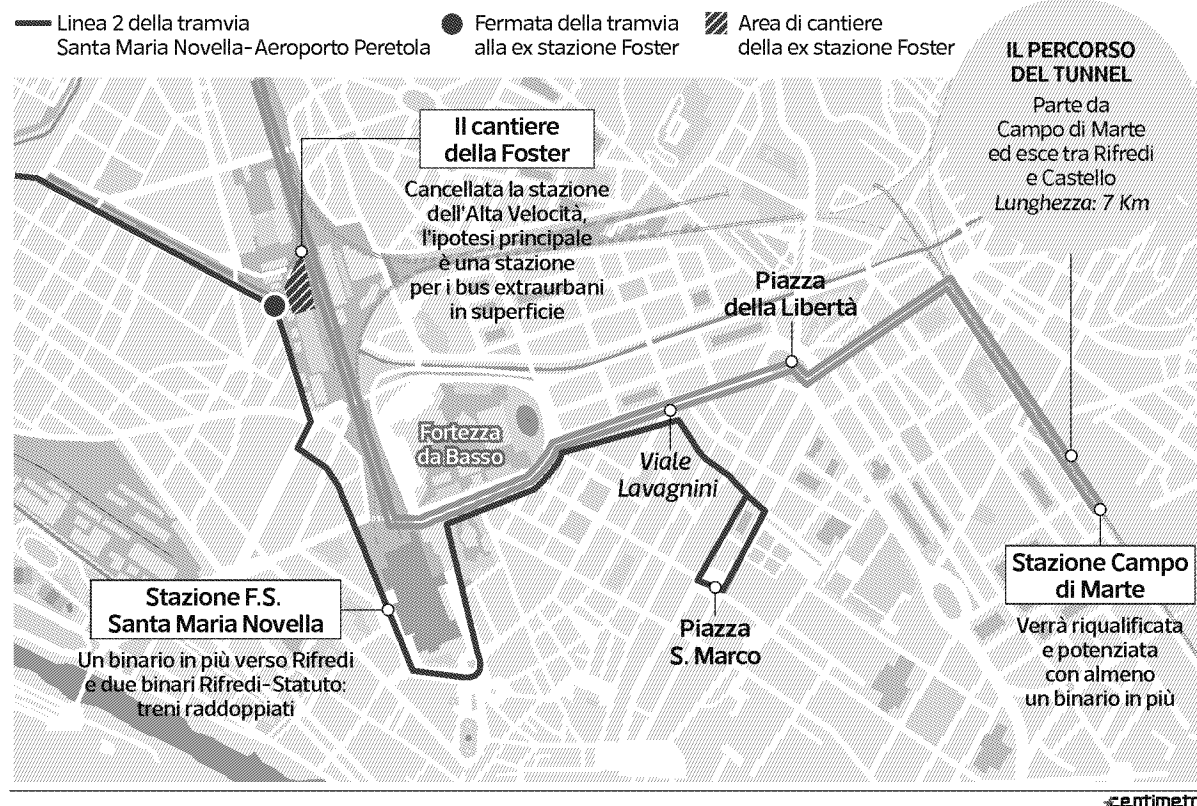 Linea 2 della tramvia
Santa Maria Novella-Aeroporto Peretola
Fermata della tramvia
alla ex stazione Foster
Area di cantiere
della ex stazione Foster
IL PERCORSO
DEL TUNNEL
Parte da
Campo di Marte
ed esce tra Rifredi
e Castello
Lunghezza: 7 Km
Il cantiere
della Foster
Cancellata la stazione
dell'Alta Velocità,
l'ipotesi principale
è una stazione
per i bus extraurbani
in superficie
Piazza
della Libertà
Fortezza
da Basso
Viale
Lavagnini
Stazione F.S.
Santa Maria Novella
Un binario in più verso Rifredi
e due binari Rifredi-Statuto:
treni raddoppiati
Piazza
S. Marco
Stazione Campo
di Marte
Verrà riqualificata
e potenziata
con almeno
un binario in più
centimetr